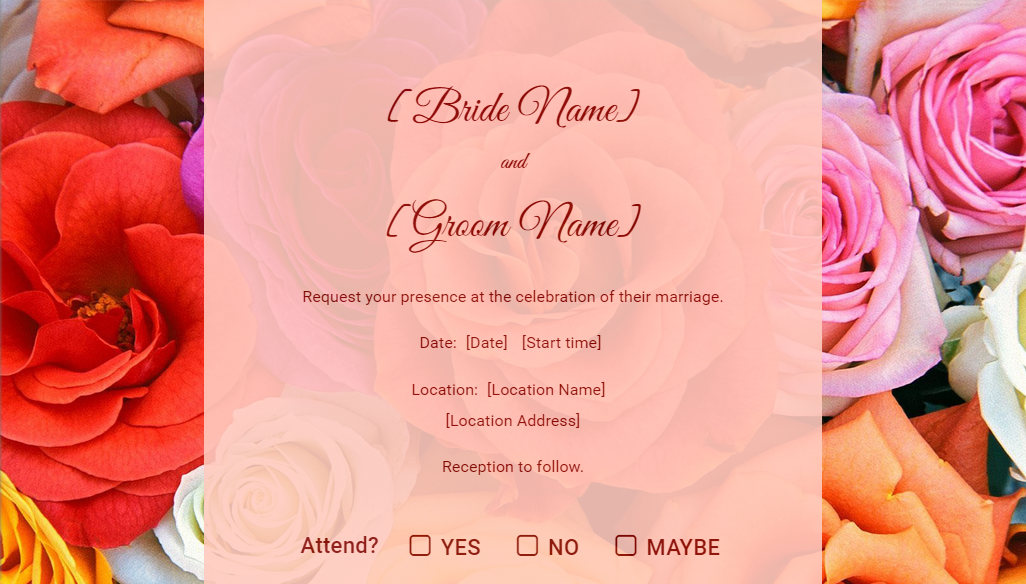 [Bride Name]
and
[Groom Name]
Request your presence at the celebration of their marriage.
Date: [Date] [Start time]
Location: [Location Name]
[Location Address]
Reception to follow.
Attend? YES NO MAYBE